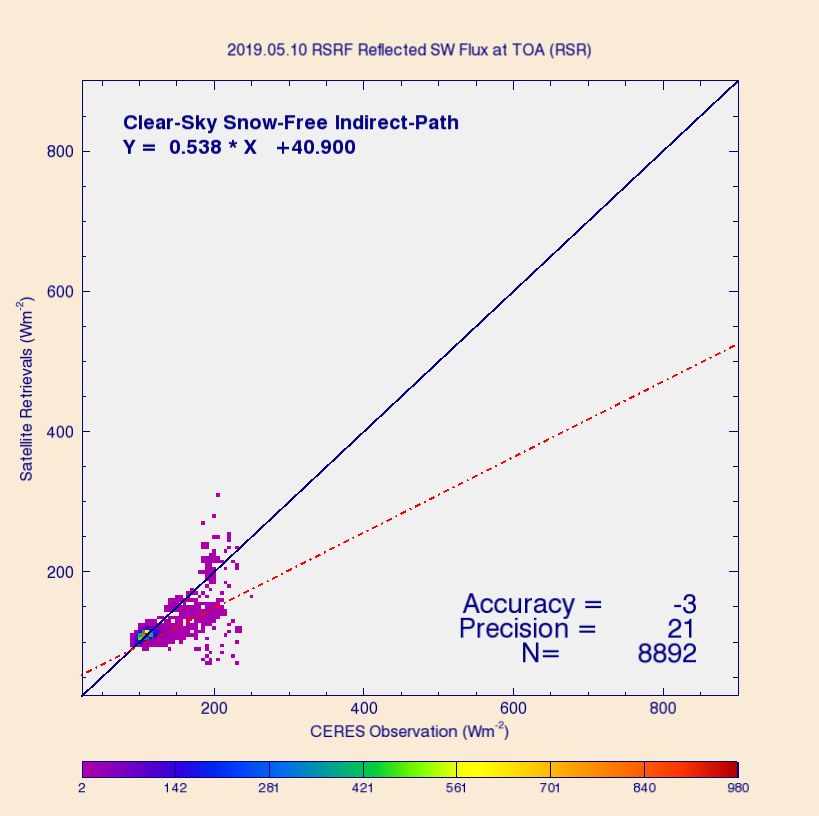 2019.05.10 RSRF Reflected SW Flux at TOA (RSR)
Clear-Sky Snow-Free Indirect-Path
Y = 0.538 * X +40.900
800
600
400
200
Satellite Retrievals (Wm-2)
Accuracy = -3
Precision = 21
N= 8892
200 400 600 800
CERES Observation (Wm-2)
2 142 281 421 561 701 840 980